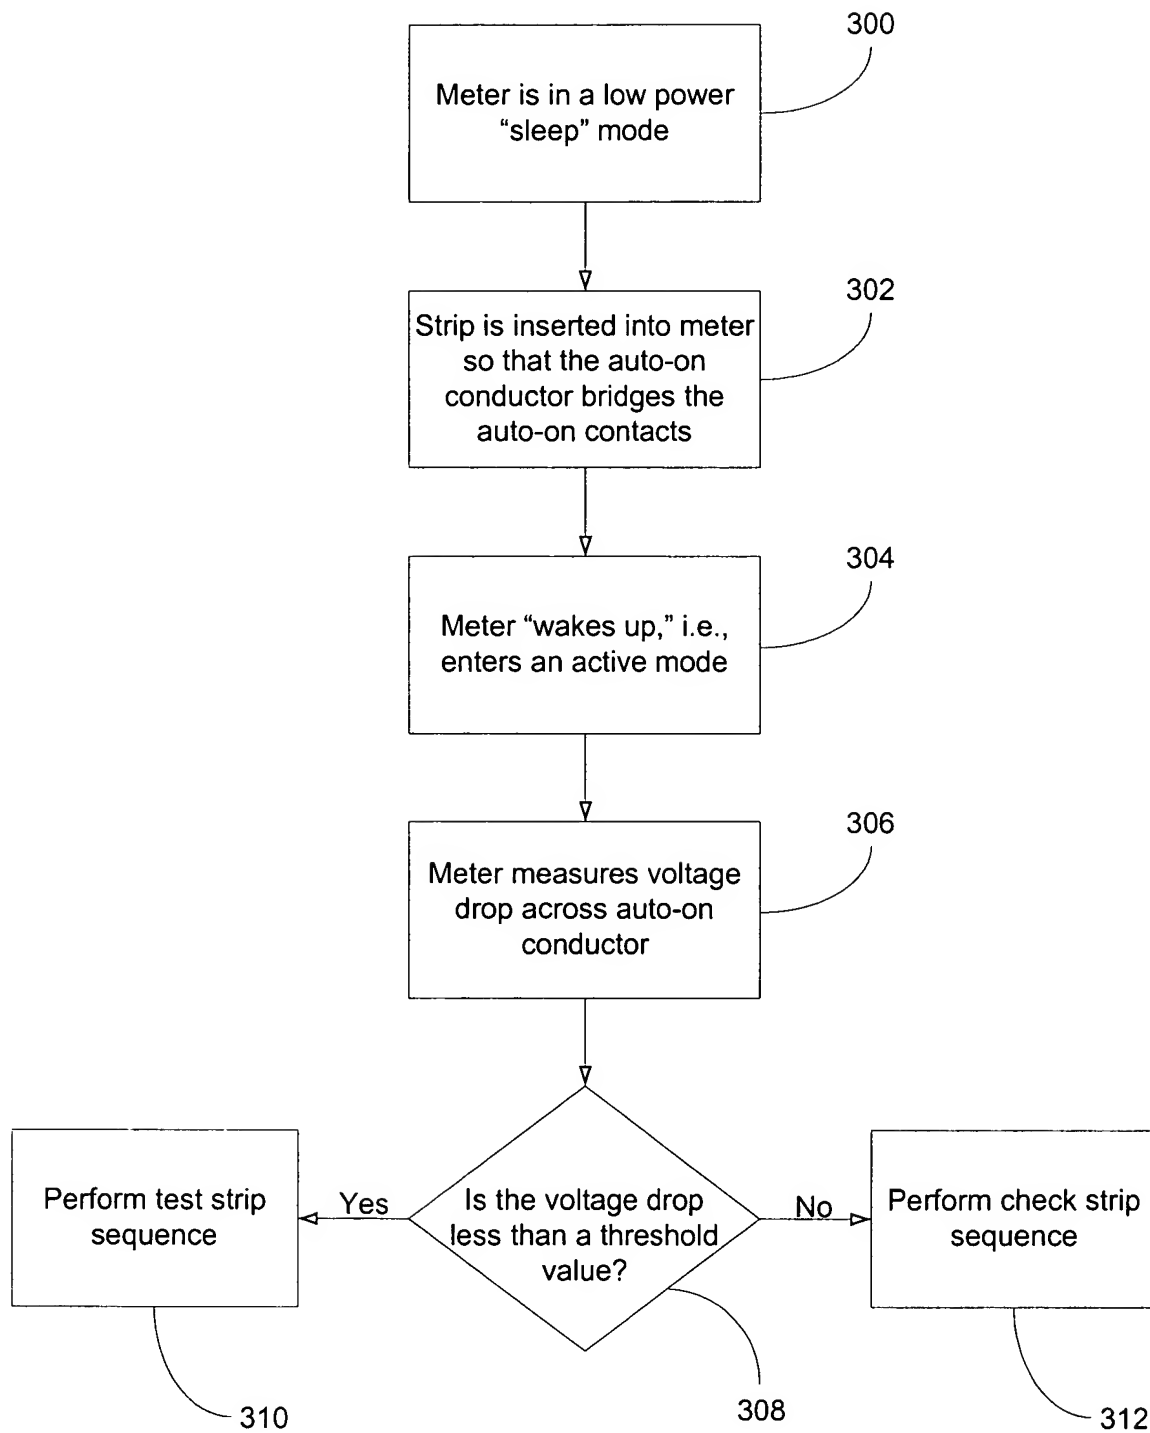 300
Meter is in a low power
“sleep” mode
302
Strip is inserted into meter
so that the auto-on
conductor bridges the
auto-on contacts
304
Meter “wakes up,” i.e.,
enters an active mode
306
Meter measures voltage
drop across auto-on
conductor
Is the voltage drop
less than a threshold
value?
Yes
No
Perform test strip
sequence
Perform check strip
sequence
310
308
312